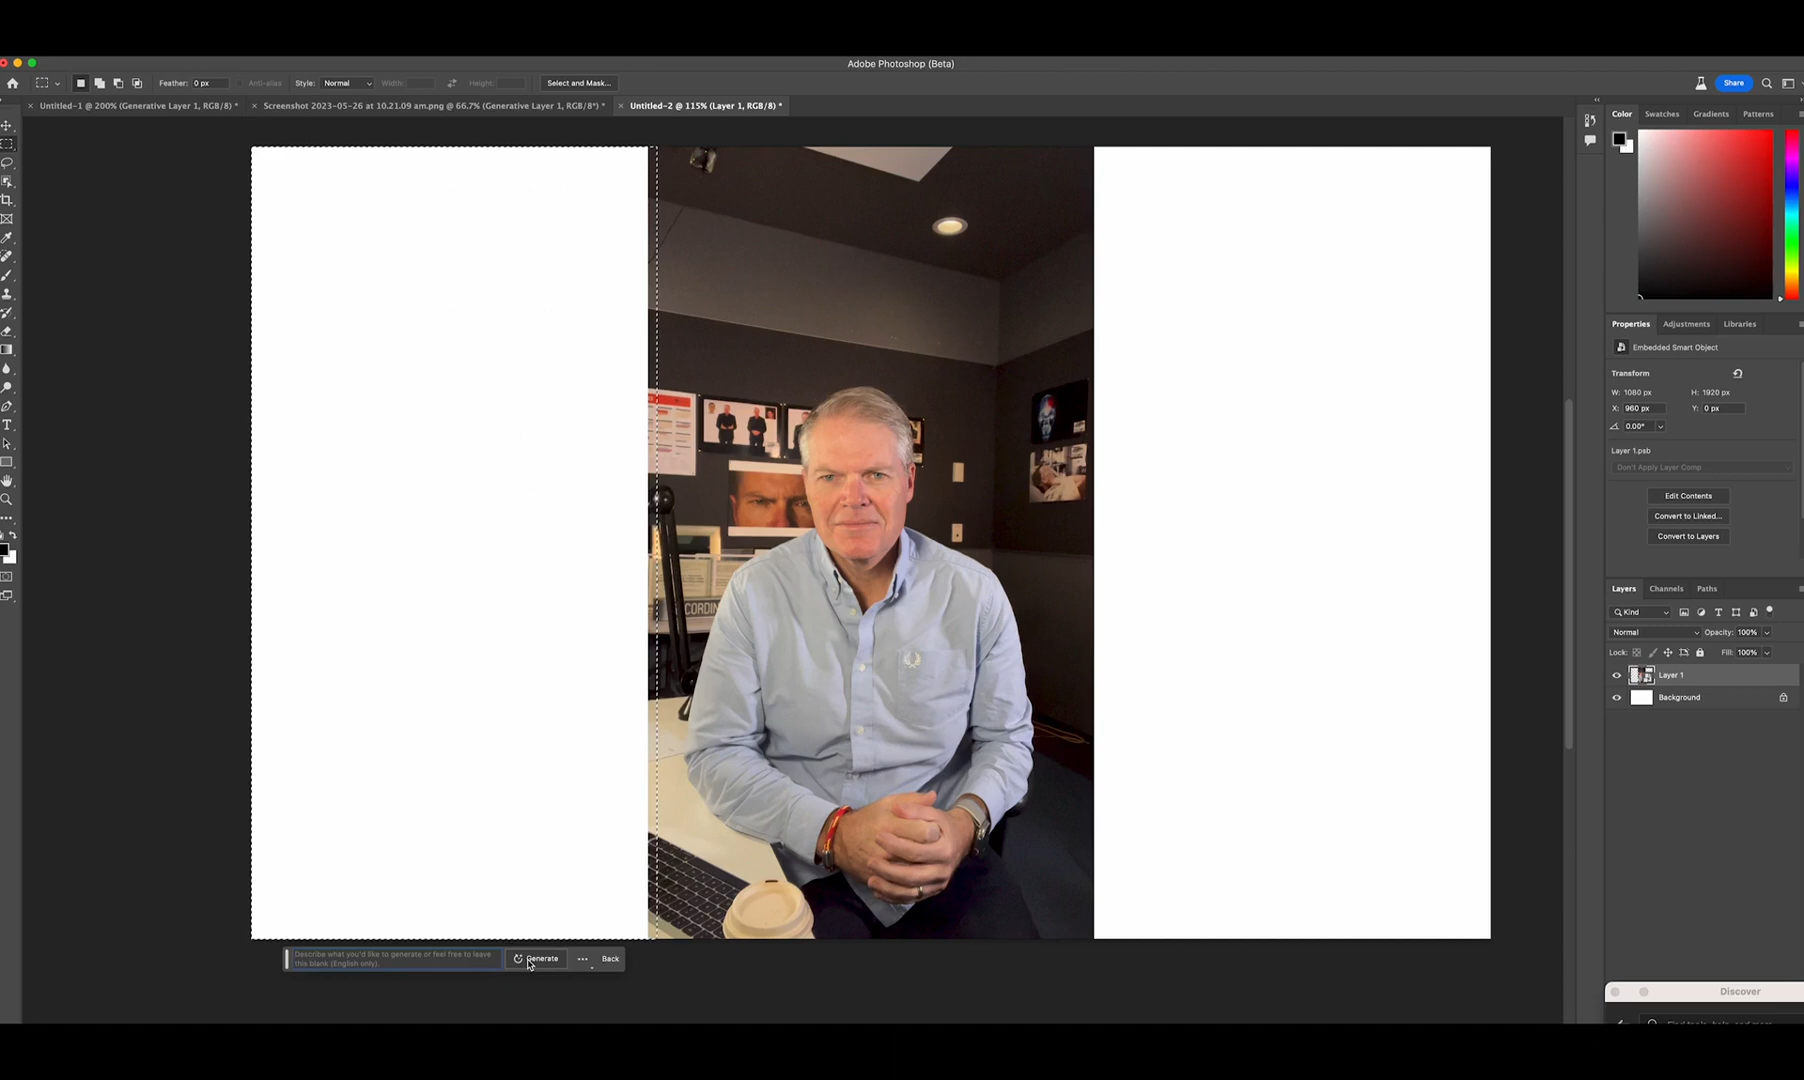 Adobe Photoshop (Beta)
Feather: 0 px Anti-alias Style: Normal Width: Height: Select and Mask... Share
Untitled-1 @ 200% (Generative Layer 1, RGB/8) * Screenshot 2023-05-26 at 10.21.09 am.png @ 66.7% (Generative Layer 1, RGB/8*) * Untitled-2 @ 115% (Layer 1, RGB/8) *
Color Swatches Gradients Patterns
Properties Adjustments Libraries
Embedded Smart Object
Transform
W: 1080 px H: 1920 px
X: 960 px Y: 0 px
0.00°
Layer 1.psb
Don't Apply Layer Comp
Edit Contents
Convert to Linked...
Convert to Layers
Layers Channels Paths
Kind
Normal Opacity: 100%
Lock: Fill: 100%
Layer 1
Background
CORDING
Describe what you'd like to generate or feel free to leave
this blank (English only).
Generate Back
Discover